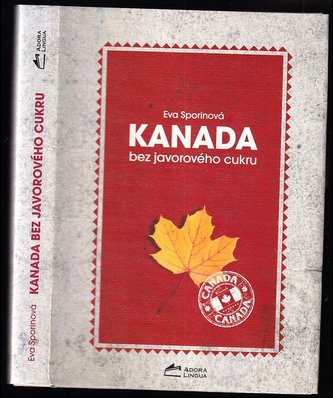 ADORA
LINGUA
KANADA BEZ JAVOROVÉHO CUKRU
Eva Sporinová
Eva Sporinová
KANADA
bez javorového cukru
CANADA
CANADA
ADORA
LINGUA